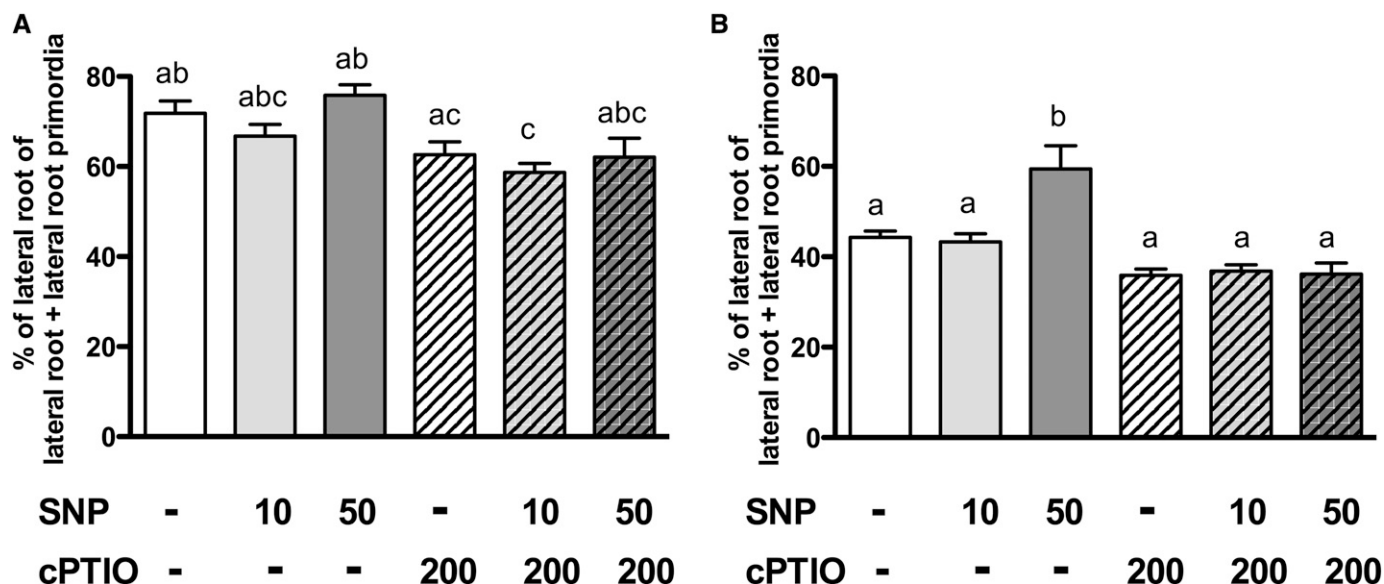 A
% of lateral root of
lateral root + lateral root primordia
80
60
40
20
0
ab
abc
ab
ac
c
abc
SNP - 10 50 - 10 50
cPTIO - - - 200 200 200
B
% of lateral root of
lateral root + lateral root primordia
80
60
40
20
0
a
a
b
a
a
a
- 10 50 - 10 50
- - - 200 200 200